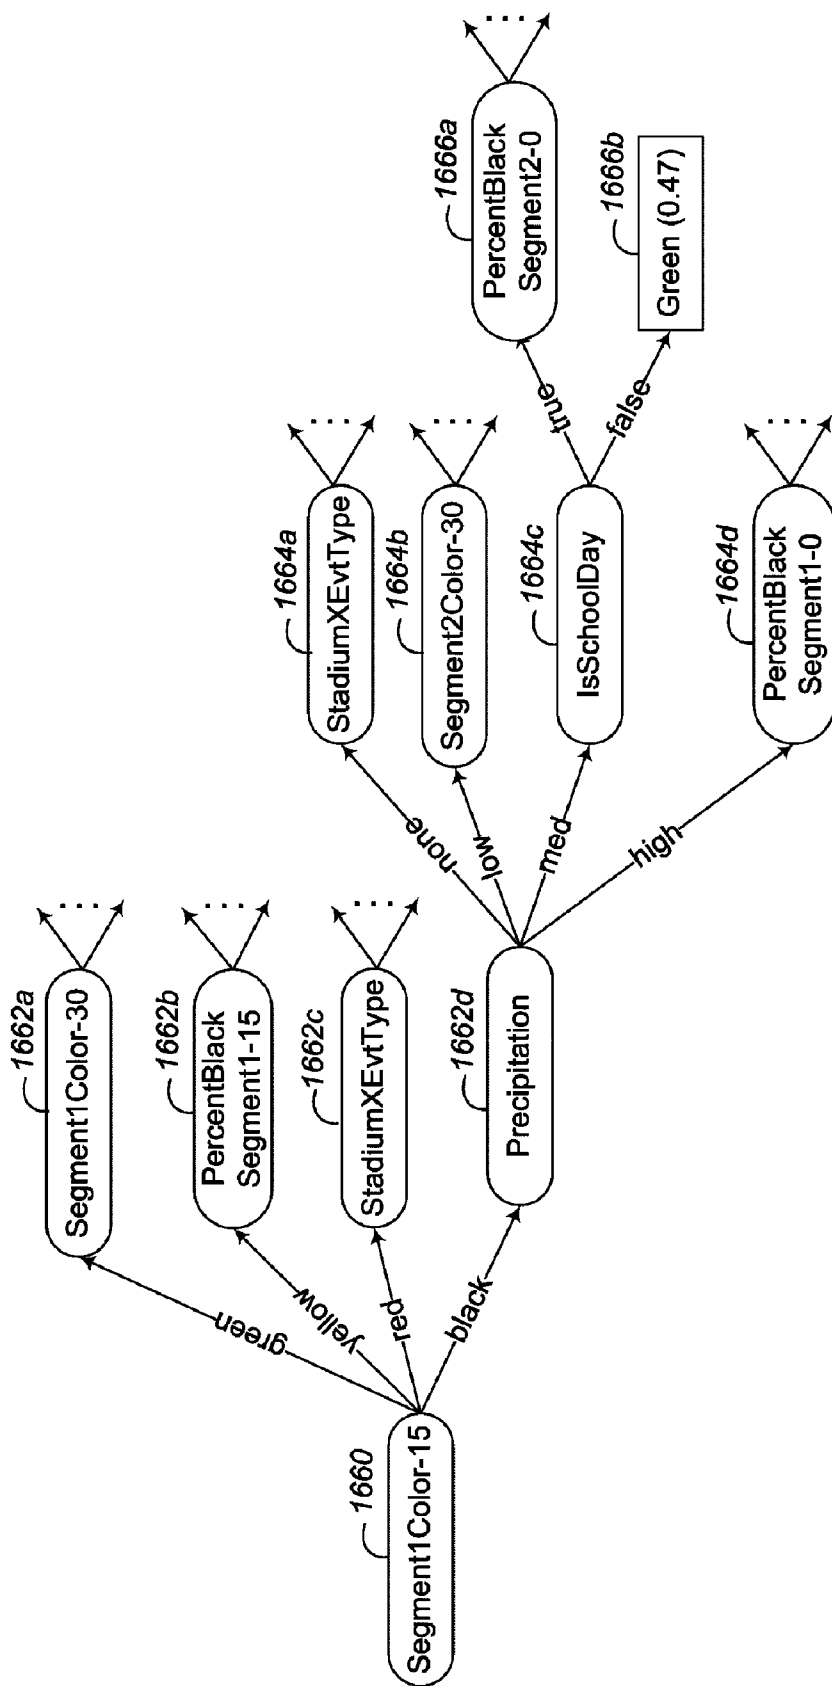 1660
Segment1Color-15
green
yellow
red
black
1662a
Segment1Color-30
...
1662b
PercentBlack
Segment1-15
...
1662c
StadiumXEvtType
...
1662d
Precipitation
none
low
med
high
1664a
StadiumXEvtType
...
1664b
Segment2Color-30
...
1664c
IsSchoolDay
true
false
1664d
PercentBlack
Segment1-0
...
1666a
PercentBlack
Segment2-0
...
1666b
Green (0.47)